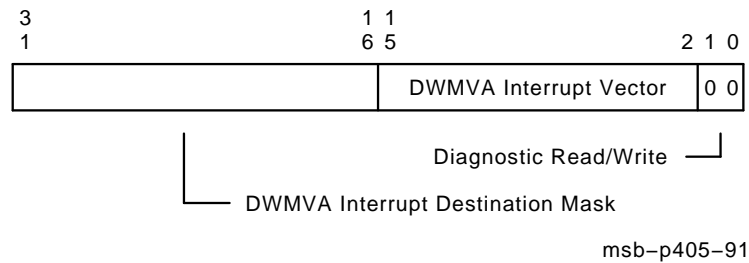 3 1 1
1 6 5 2 1 0
DWMVA Interrupt Vector 0 0
Diagnostic Read/Write
DWMVA Interrupt Destination Mask
msb–p405–91